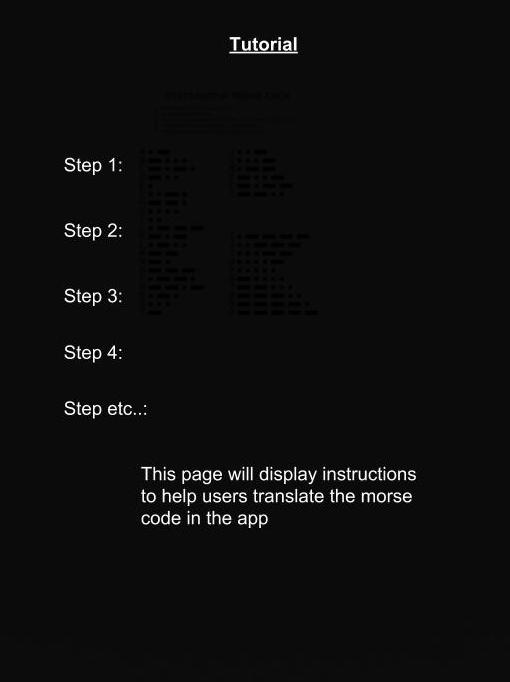 Tutorial
Step 1:
Step 2:
Step 3:
Step 4:
Step etc..:
This page will display instructions
to help users translate the morse
code in the app